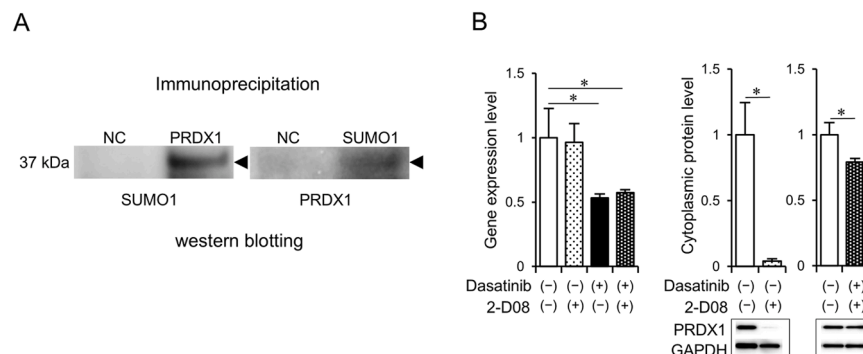 A
Immunoprecipitation
NC PRDX1 NC SUMO1
37 kDa
SUMO1 PRDX1
western blotting
B
Gene expression level
1.5
1
0.5
0
* *
Dasatinib (−) (−) (+) (+)
2-D08 (−) (+) (−) (+)
Cytoplasmic protein level
1.5
1
0.5
0
*
(−) (−)
(−) (+)
1.5
1
0.5
0
*
(−) (+)
(−) (+)
PRDX1
GAPDH